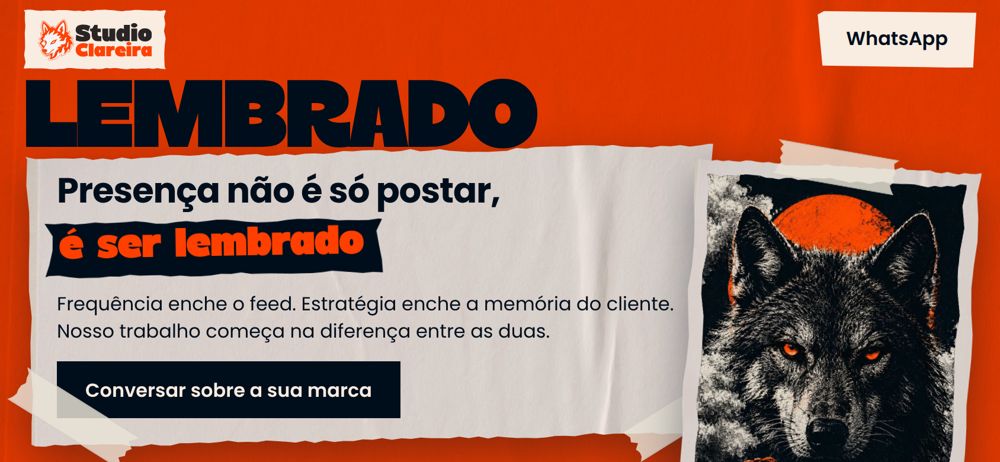 Studio
Clareira
WhatsApp
LEMBRADO
Presença não é só postar,
é ser lembrado
Frequência enche o feed. Estratégia enche a memória do cliente.
Nosso trabalho começa na diferença entre as duas.
Conversar sobre a sua marca